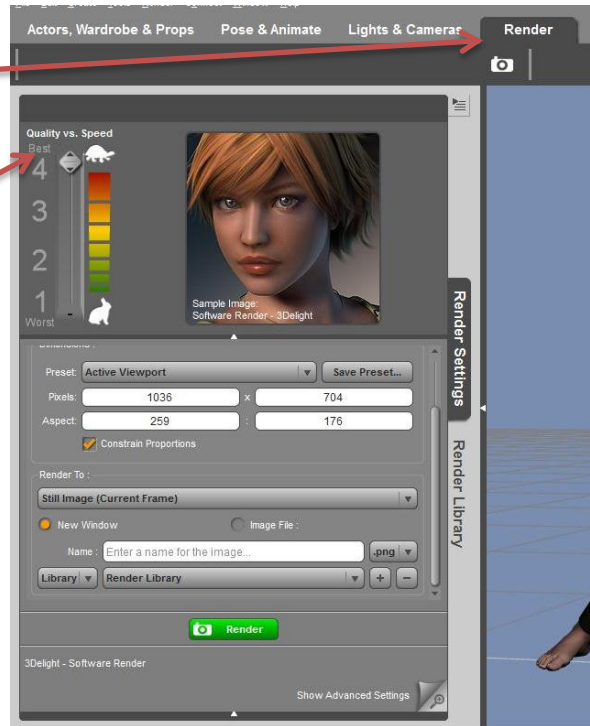 Actors, Wardrobe & Props Pose & Animate Lights & Cameras Render
Quality vs. Speed
Best
4
3
2
1
Worst
Sample Image:
Software Render - 3Delight
Render Settings
Render Library
Dimensions :
Preset: Active Viewport Save Preset...
Pixels: 1036 x 704
Aspect: 259 : 176
Constrain Proportions
Render To :
Still Image (Current Frame)
New Window Image File :
Name : Enter a name for the image... .png
Library Render Library + −
Render
3Delight - Software Render
Show Advanced Settings